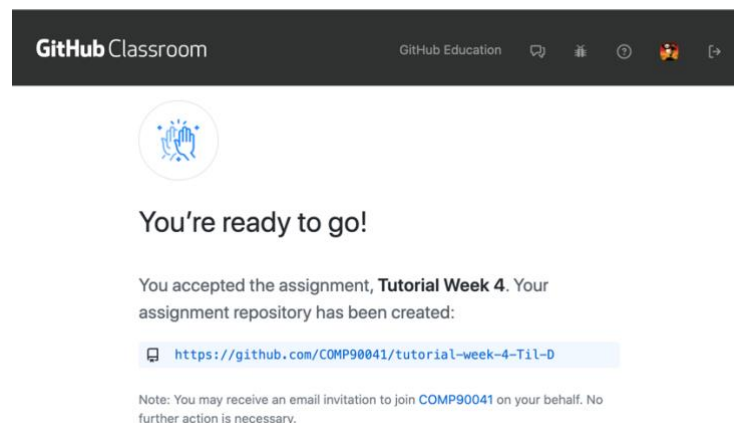 GitHub Classroom
GitHub Education
You're ready to go!
You accepted the assignment, Tutorial Week 4. Your
assignment repository has been created:
https://github.com/COMP90041/tutorial-week-4-Til-D
Note: You may receive an email invitation to join COMP90041 on your behalf. No
further action is necessary.